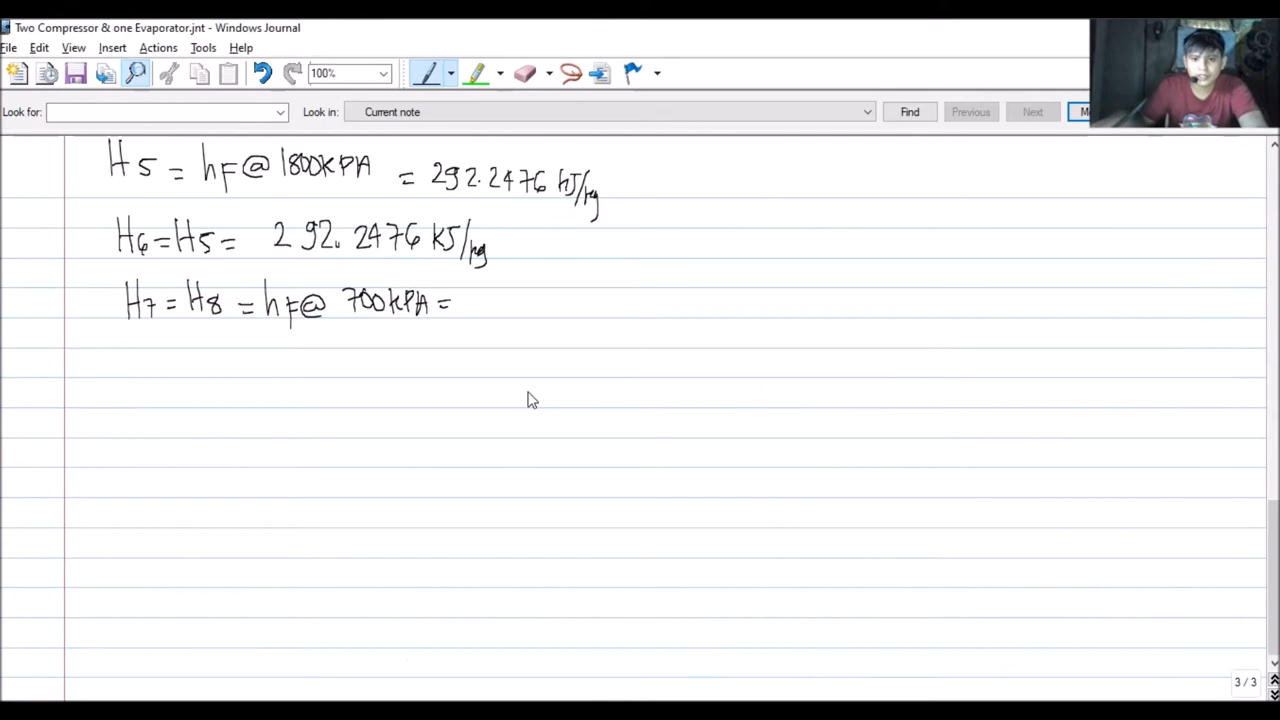 Two Compressor & one Evaporator.jnt - Windows Journal
File Edit View Insert Actions Tools Help
100%
Look for: Look in: Current note Find Previous Next Mo
H5 = hF@ 1800KPA = 292.2476 kJ/kg
H6=H5= 292.2476 KJ/kg
H7 = H8 = hF@ 700KPA =
3 / 3